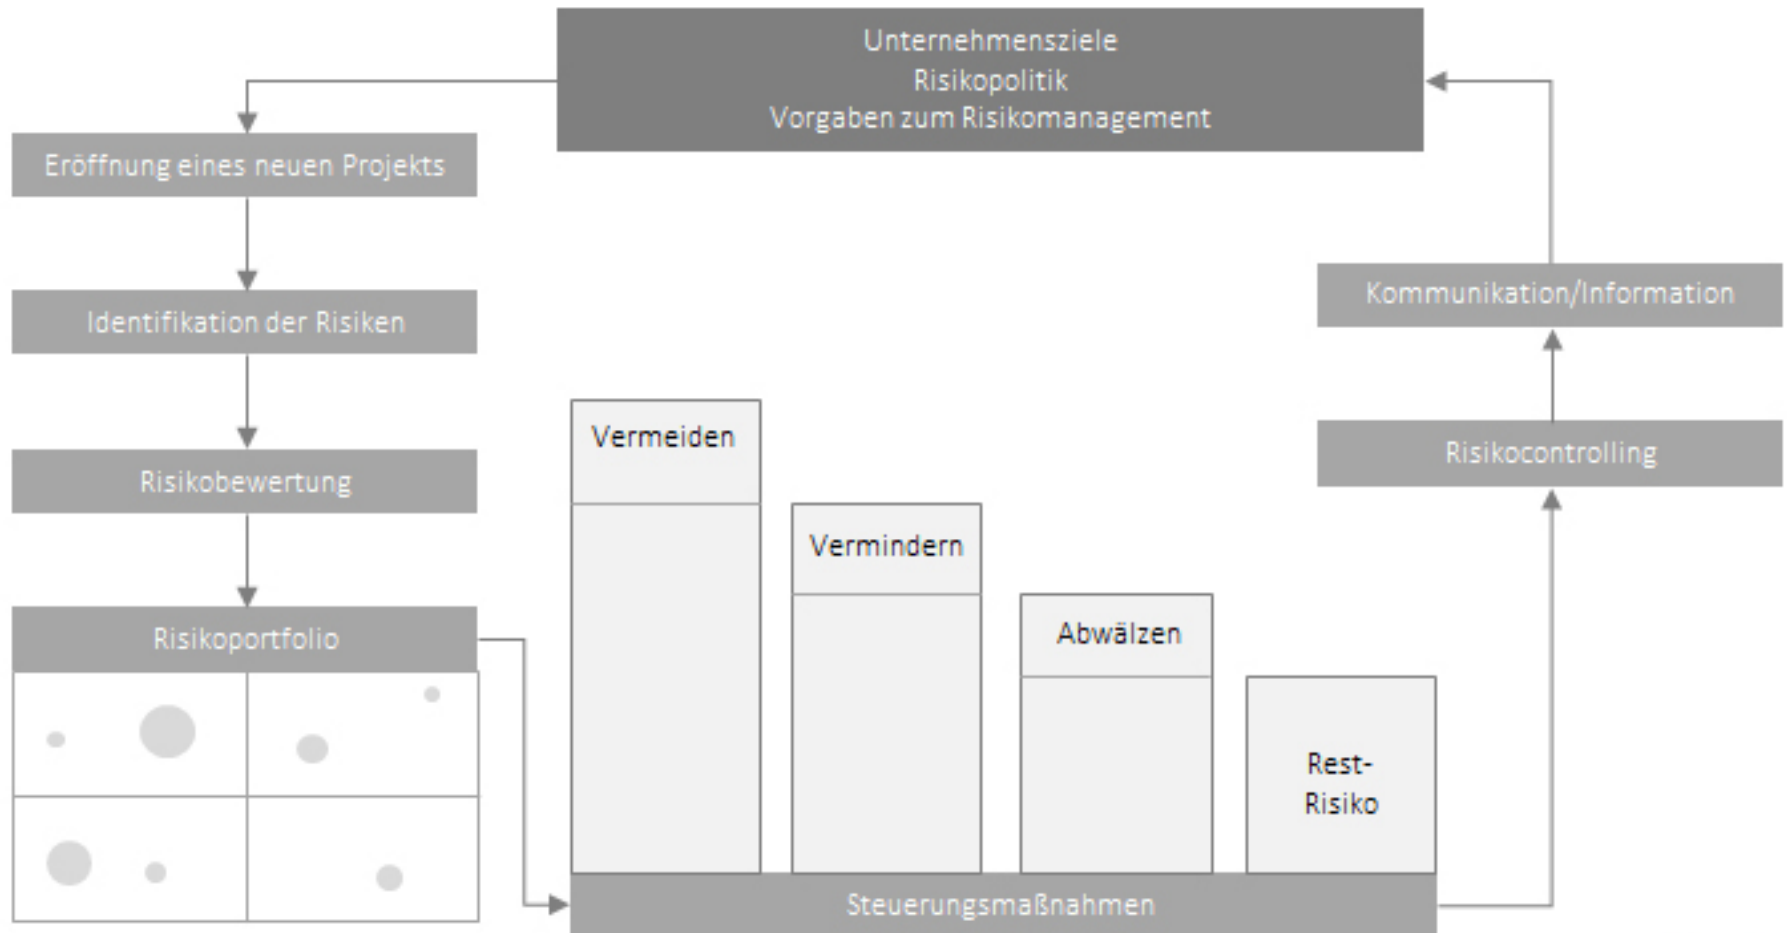 Unternehmensziele
Risikopolitik
Vorgaben zum Risikomanagement
Eröffnung eines neuen Projekts
Identifikation der Risiken
Risikobewertung
Risikoportfolio
Vermeiden
Vermindern
Abwälzen
Rest-
Risiko
Steuerungsmaßnahmen
Risikocontrolling
Kommunikation/Information